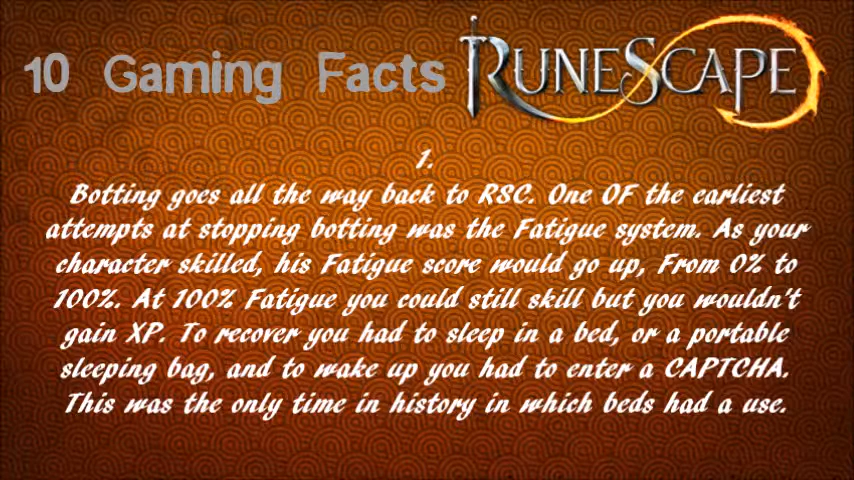 10 Gaming Facts RUNESCAPE
1.
Botting goes all the way back to RSC. One OF the earliest
attempts at stopping botting was the Fatigue system. As your
character skilled, his Fatigue score would go up, From 0% to
100%. At 100% Fatigue you could still skill but you wouldn't
gain XP. To recover you had to sleep in a bed, or a portable
sleeping bag, and to wake up you had to enter a CAPTCHA.
This was the only time in history in which beds had a use.